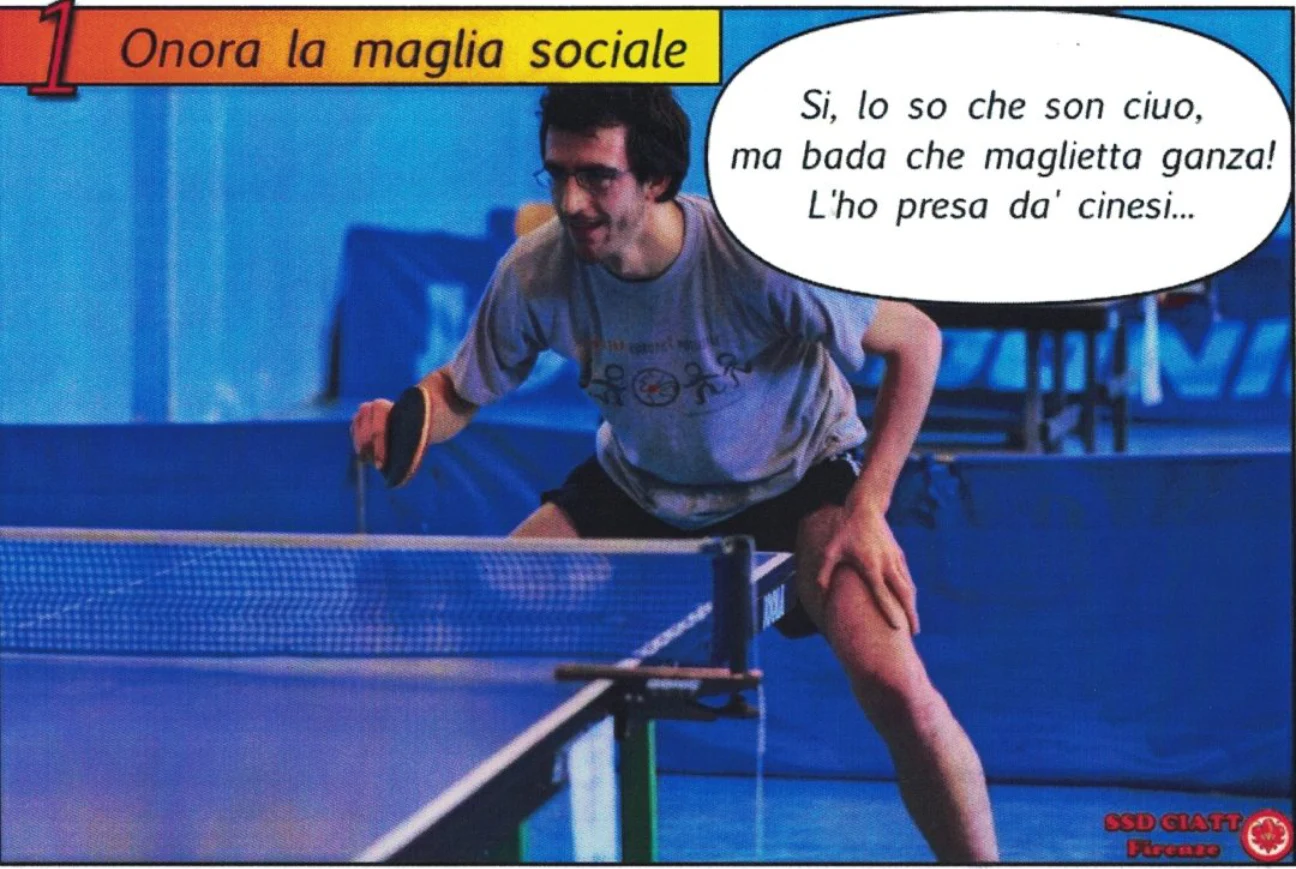 1 Onora la maglia sociale
Si, lo so che son ciuo,
ma bada che maglietta ganza!
L'ho presa da' cinesi...
JOOLA
SSD CIATT
Firenze